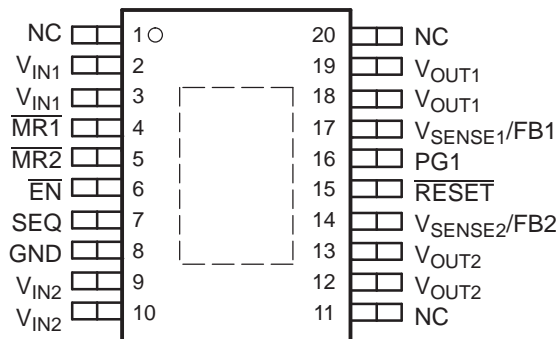 NC 1 20 NC
VIN1 2 19 VOUT1
VIN1 3 18 VOUT1
MR1 4 17 VSENSE1/FB1
MR2 5 16 PG1
EN 6 15 RESET
SEQ 7 14 VSENSE2/FB2
GND 8 13 VOUT2
VIN2 9 12 VOUT2
VIN2 10 11 NC